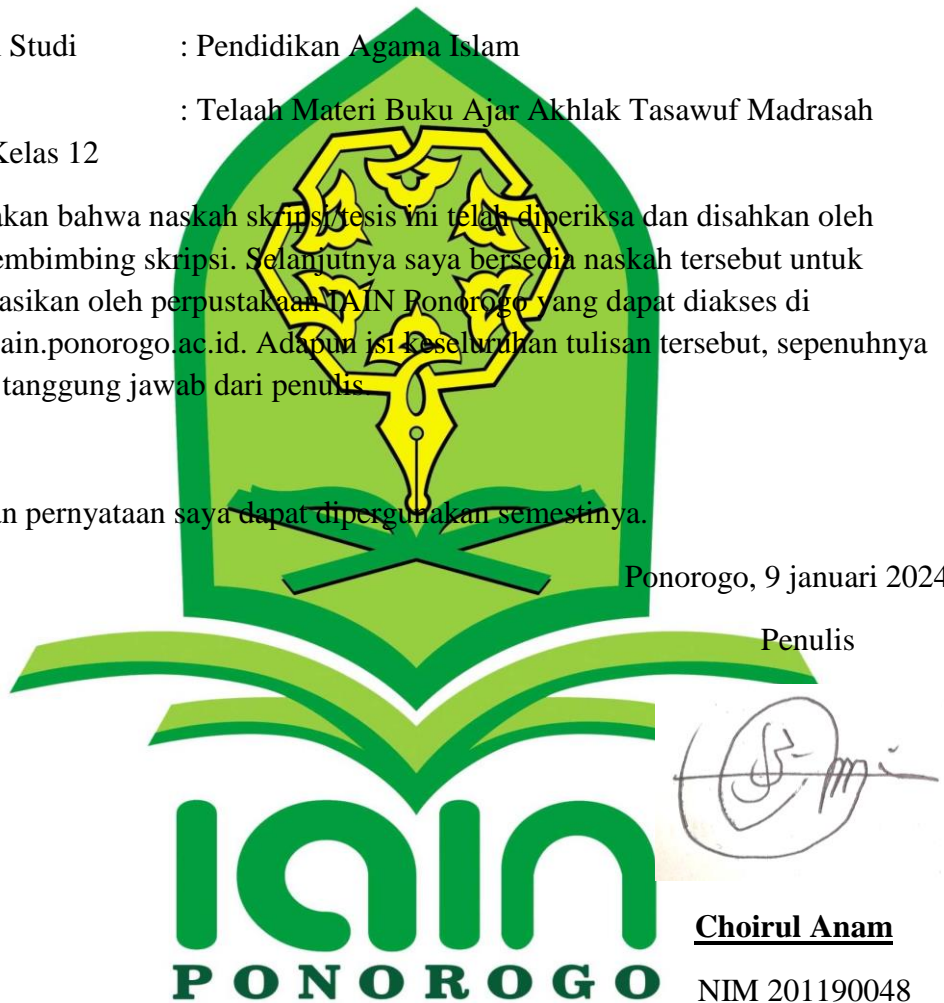 Studi : Pendidikan Agama Islam
: Telaah Materi Buku Ajar Akhlak Tasawuf Madrasah
Kelas 12
akan bahwa naskah skripsi/tesis ini telah diperiksa dan disahkan oleh
embimbing skripsi. Selanjutnya saya bersedia naskah tersebut untuk
asikan oleh perpustakaan IAIN Ponorogo yang dapat diakses di
ain.ponorogo.ac.id. Adapun isi keseluruhan tulisan tersebut, sepenuhnya
tanggung jawab dari penulis.
an pernyataan saya dapat dipergunakan semestinya.
Ponorogo, 9 januari 2024
Penulis
IAIN
PONOROGO
Choirul Anam
NIM 201190048